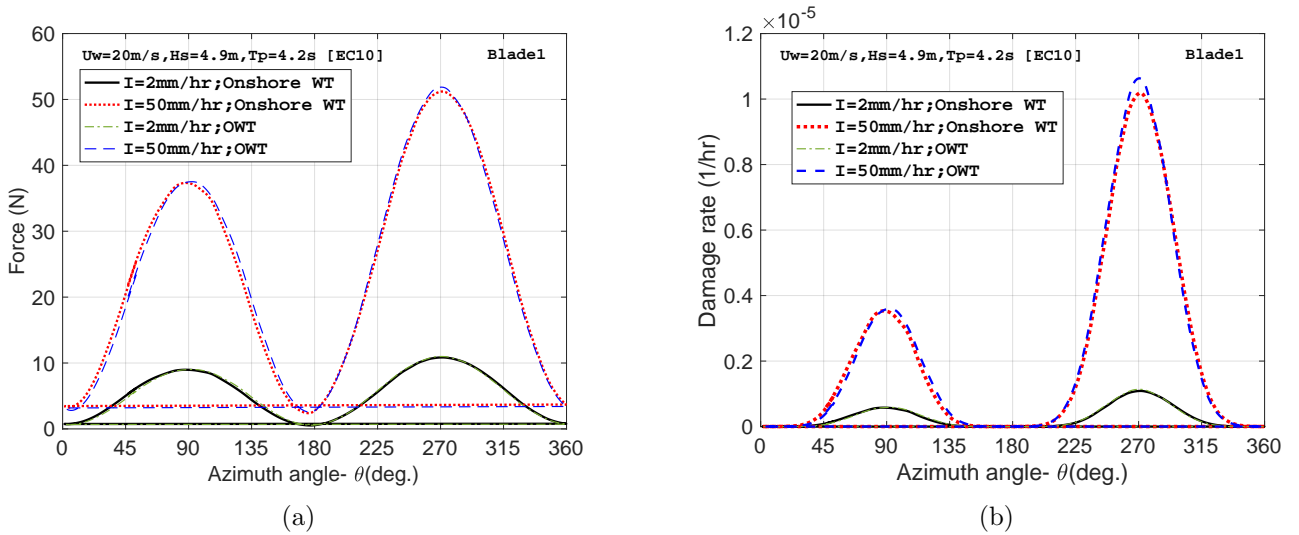 Uw=20m/s,Hs=4.9m,Tp=4.2s [EC10] Blade1
I=2mm/hr;Onshore WT
I=50mm/hr;Onshore WT
I=2mm/hr;OWT
I=50mm/hr;OWT
Force (N)
60
50
40
30
20
10
0
0 45 90 135 180 225 270 315 360
Azimuth angle- θ(deg.)
(a)
×10⁻⁵
Uw=20m/s,Hs=4.9m,Tp=4.2s [EC10] Blade1
I=2mm/hr;Onshore WT
I=50mm/hr;Onshore WT
I=2mm/hr;OWT
I=50mm/hr;OWT
Damage rate (1/hr)
1.2
1
0.8
0.6
0.4
0.2
0
0 45 90 135 180 225 270 315 360
Azimuth angle- θ(deg.)
(b)